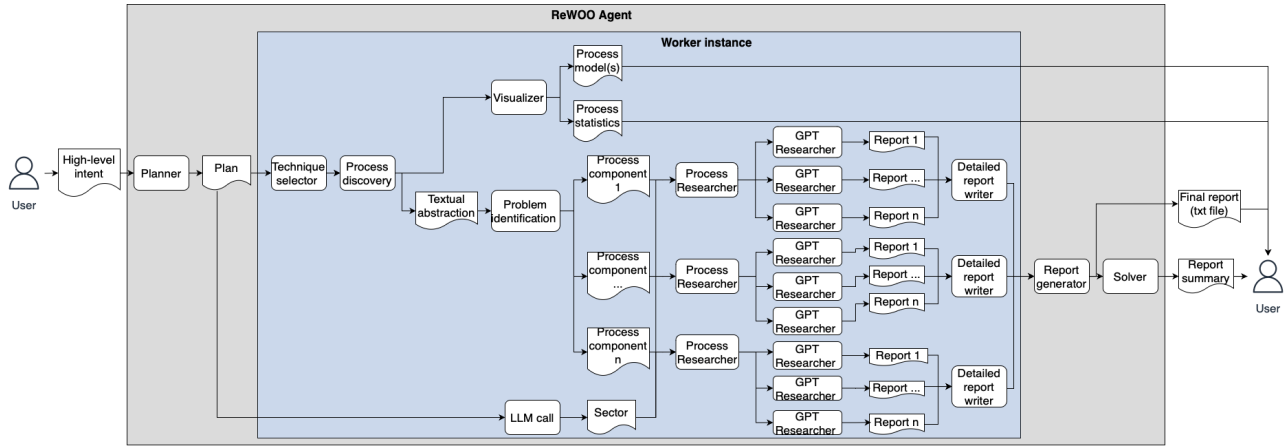 ReWOO Agent
Worker instance
Process
model(s)
Visualizer
Process
statistics
High-level
intent
User
Planner
Plan
Technique
selector
Process
discovery
Textual
abstraction
Problem
identification
Process
component
1
Process
Researcher
GPT
Researcher
Report 1
GPT
Researcher
Report ...
GPT
Researcher
Report n
Detailed
report
writer
Process
component
...
Process
Researcher
GPT
Researcher
Report 1
GPT
Researcher
Report ...
GPT
Researcher
Report n
Detailed
report
writer
Process
component
n
Process
Researcher
GPT
Researcher
Report 1
GPT
Researcher
Report ...
GPT
Researcher
Report n
Detailed
report
writer
LLM call
Sector
Report
generator
Solver
Final report
(txt file)
Report
summary
User